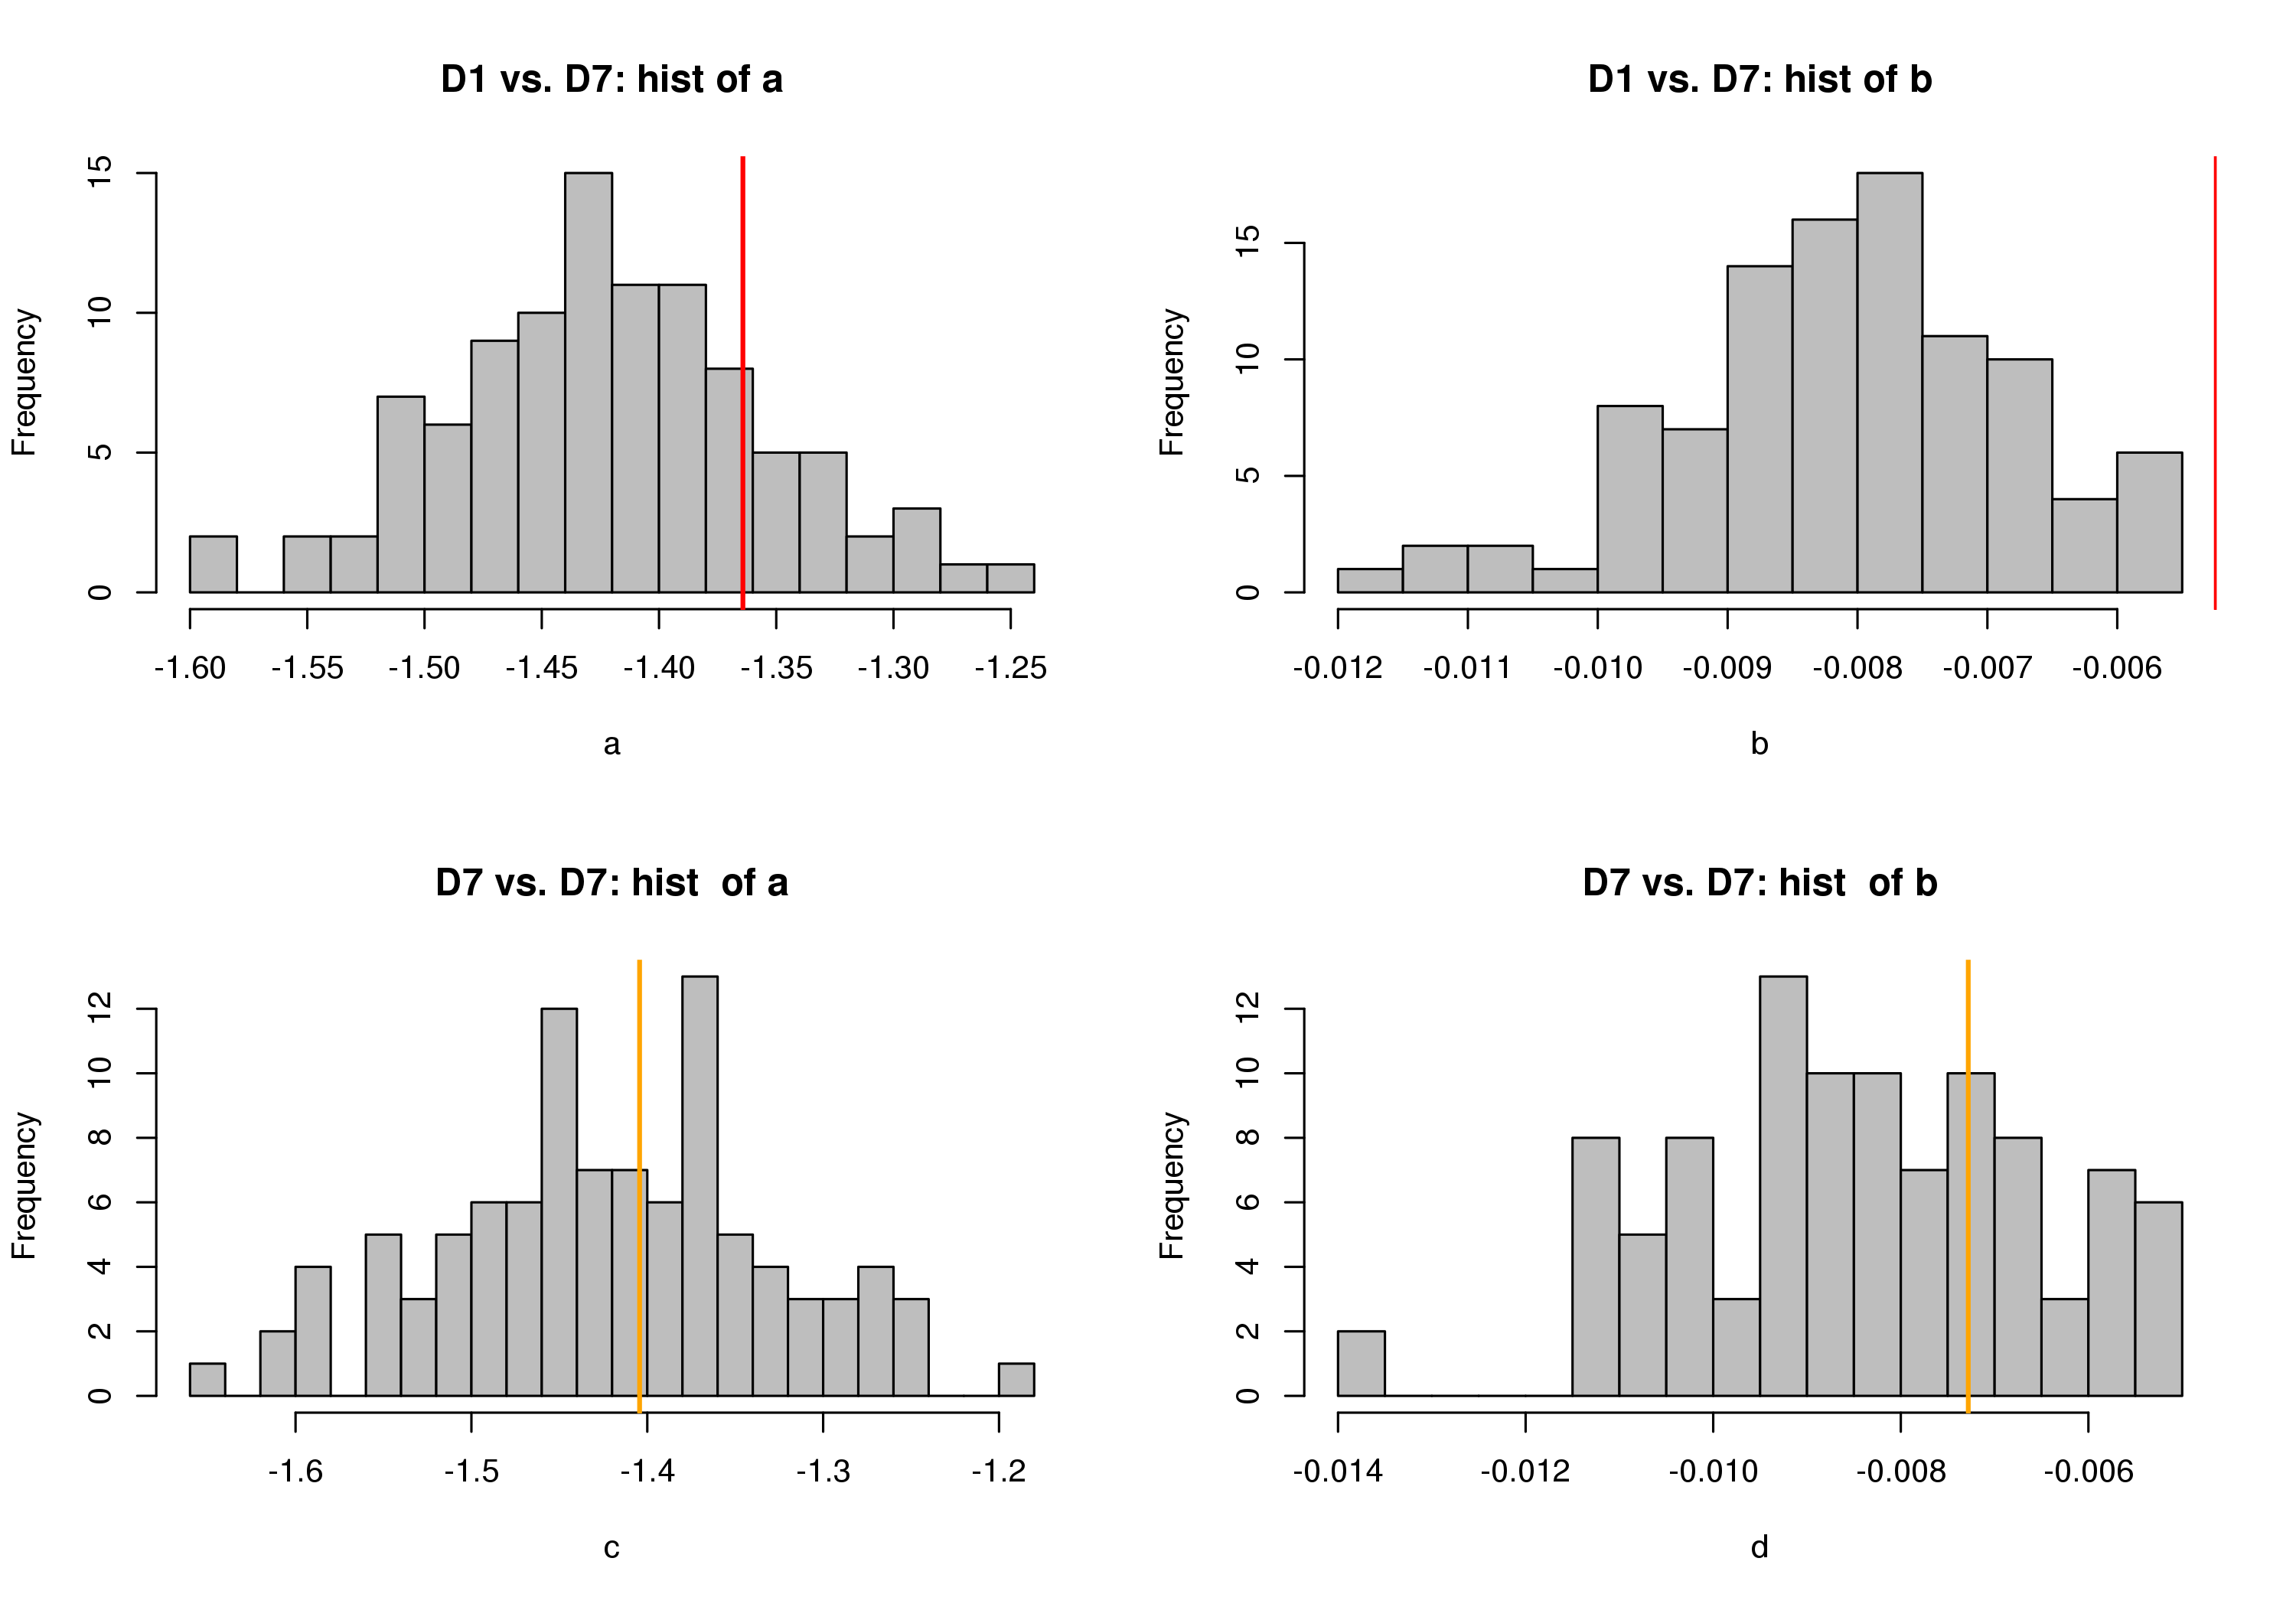 D1 vs. D7: hist of a
Frequency
15
10
5
0
-1.60 -1.55 -1.50 -1.45 -1.40 -1.35 -1.30 -1.25
a
D1 vs. D7: hist of b
Frequency
15
10
5
0
-0.012 -0.011 -0.010 -0.009 -0.008 -0.007 -0.006
b
D7 vs. D7: hist  of a
Frequency
12
10
8
6
4
2
0
-1.6 -1.5 -1.4 -1.3 -1.2
c
D7 vs. D7: hist  of b
Frequency
12
10
8
6
4
2
0
-0.014 -0.012 -0.010 -0.008 -0.006
d